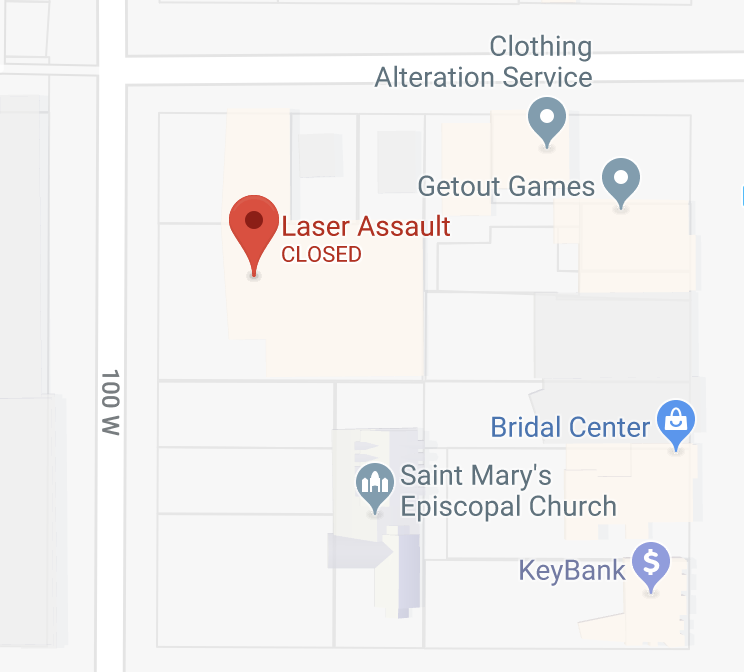 Clothing
Alteration Service
Getout Games
Laser Assault
CLOSED
100 W
Bridal Center
Saint Mary's
Episcopal Church
KeyBank
$